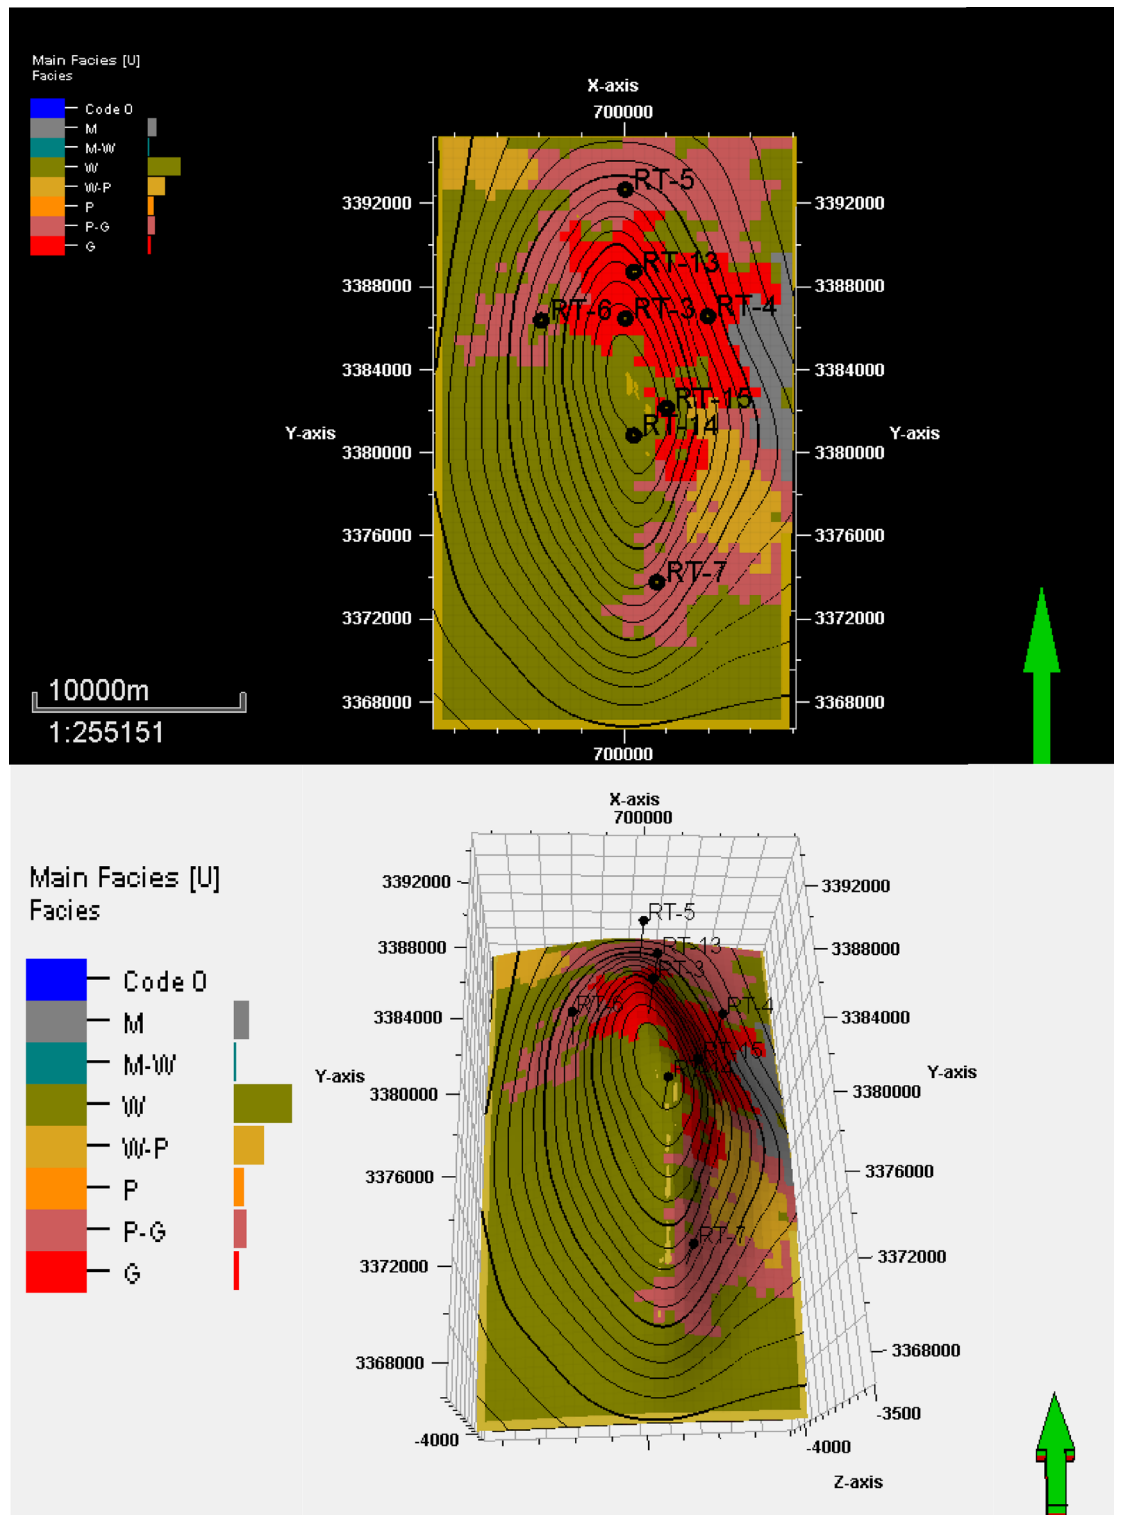 Main Facies [U]
Facies
Code 0
M
M-W
W
W-P
P
P-G
G
X-axis
700000
3392000
3392000
3388000
3388000
3384000
3384000
Y-axis
Y-axis
3380000
3380000
3376000
3376000
3372000
3372000
3368000
3368000
700000
RT-5
RT-13
RT-6
RT-3
RT-4
RT-15
RT-14
RT-7
10000m
1:255151
X-axis
700000
Main Facies [U]
Facies
Code 0
M
M-W
W
W-P
P
P-G
G
3392000
3392000
3388000
3388000
3384000
3384000
Y-axis
Y-axis
3380000
3380000
3376000
3376000
3372000
3372000
3368000
3368000
RT-5
RT-13
RT-3
RT-6
RT-4
RT-15
RT-14
RT-7
-3500
-4000
-4000
Z-axis